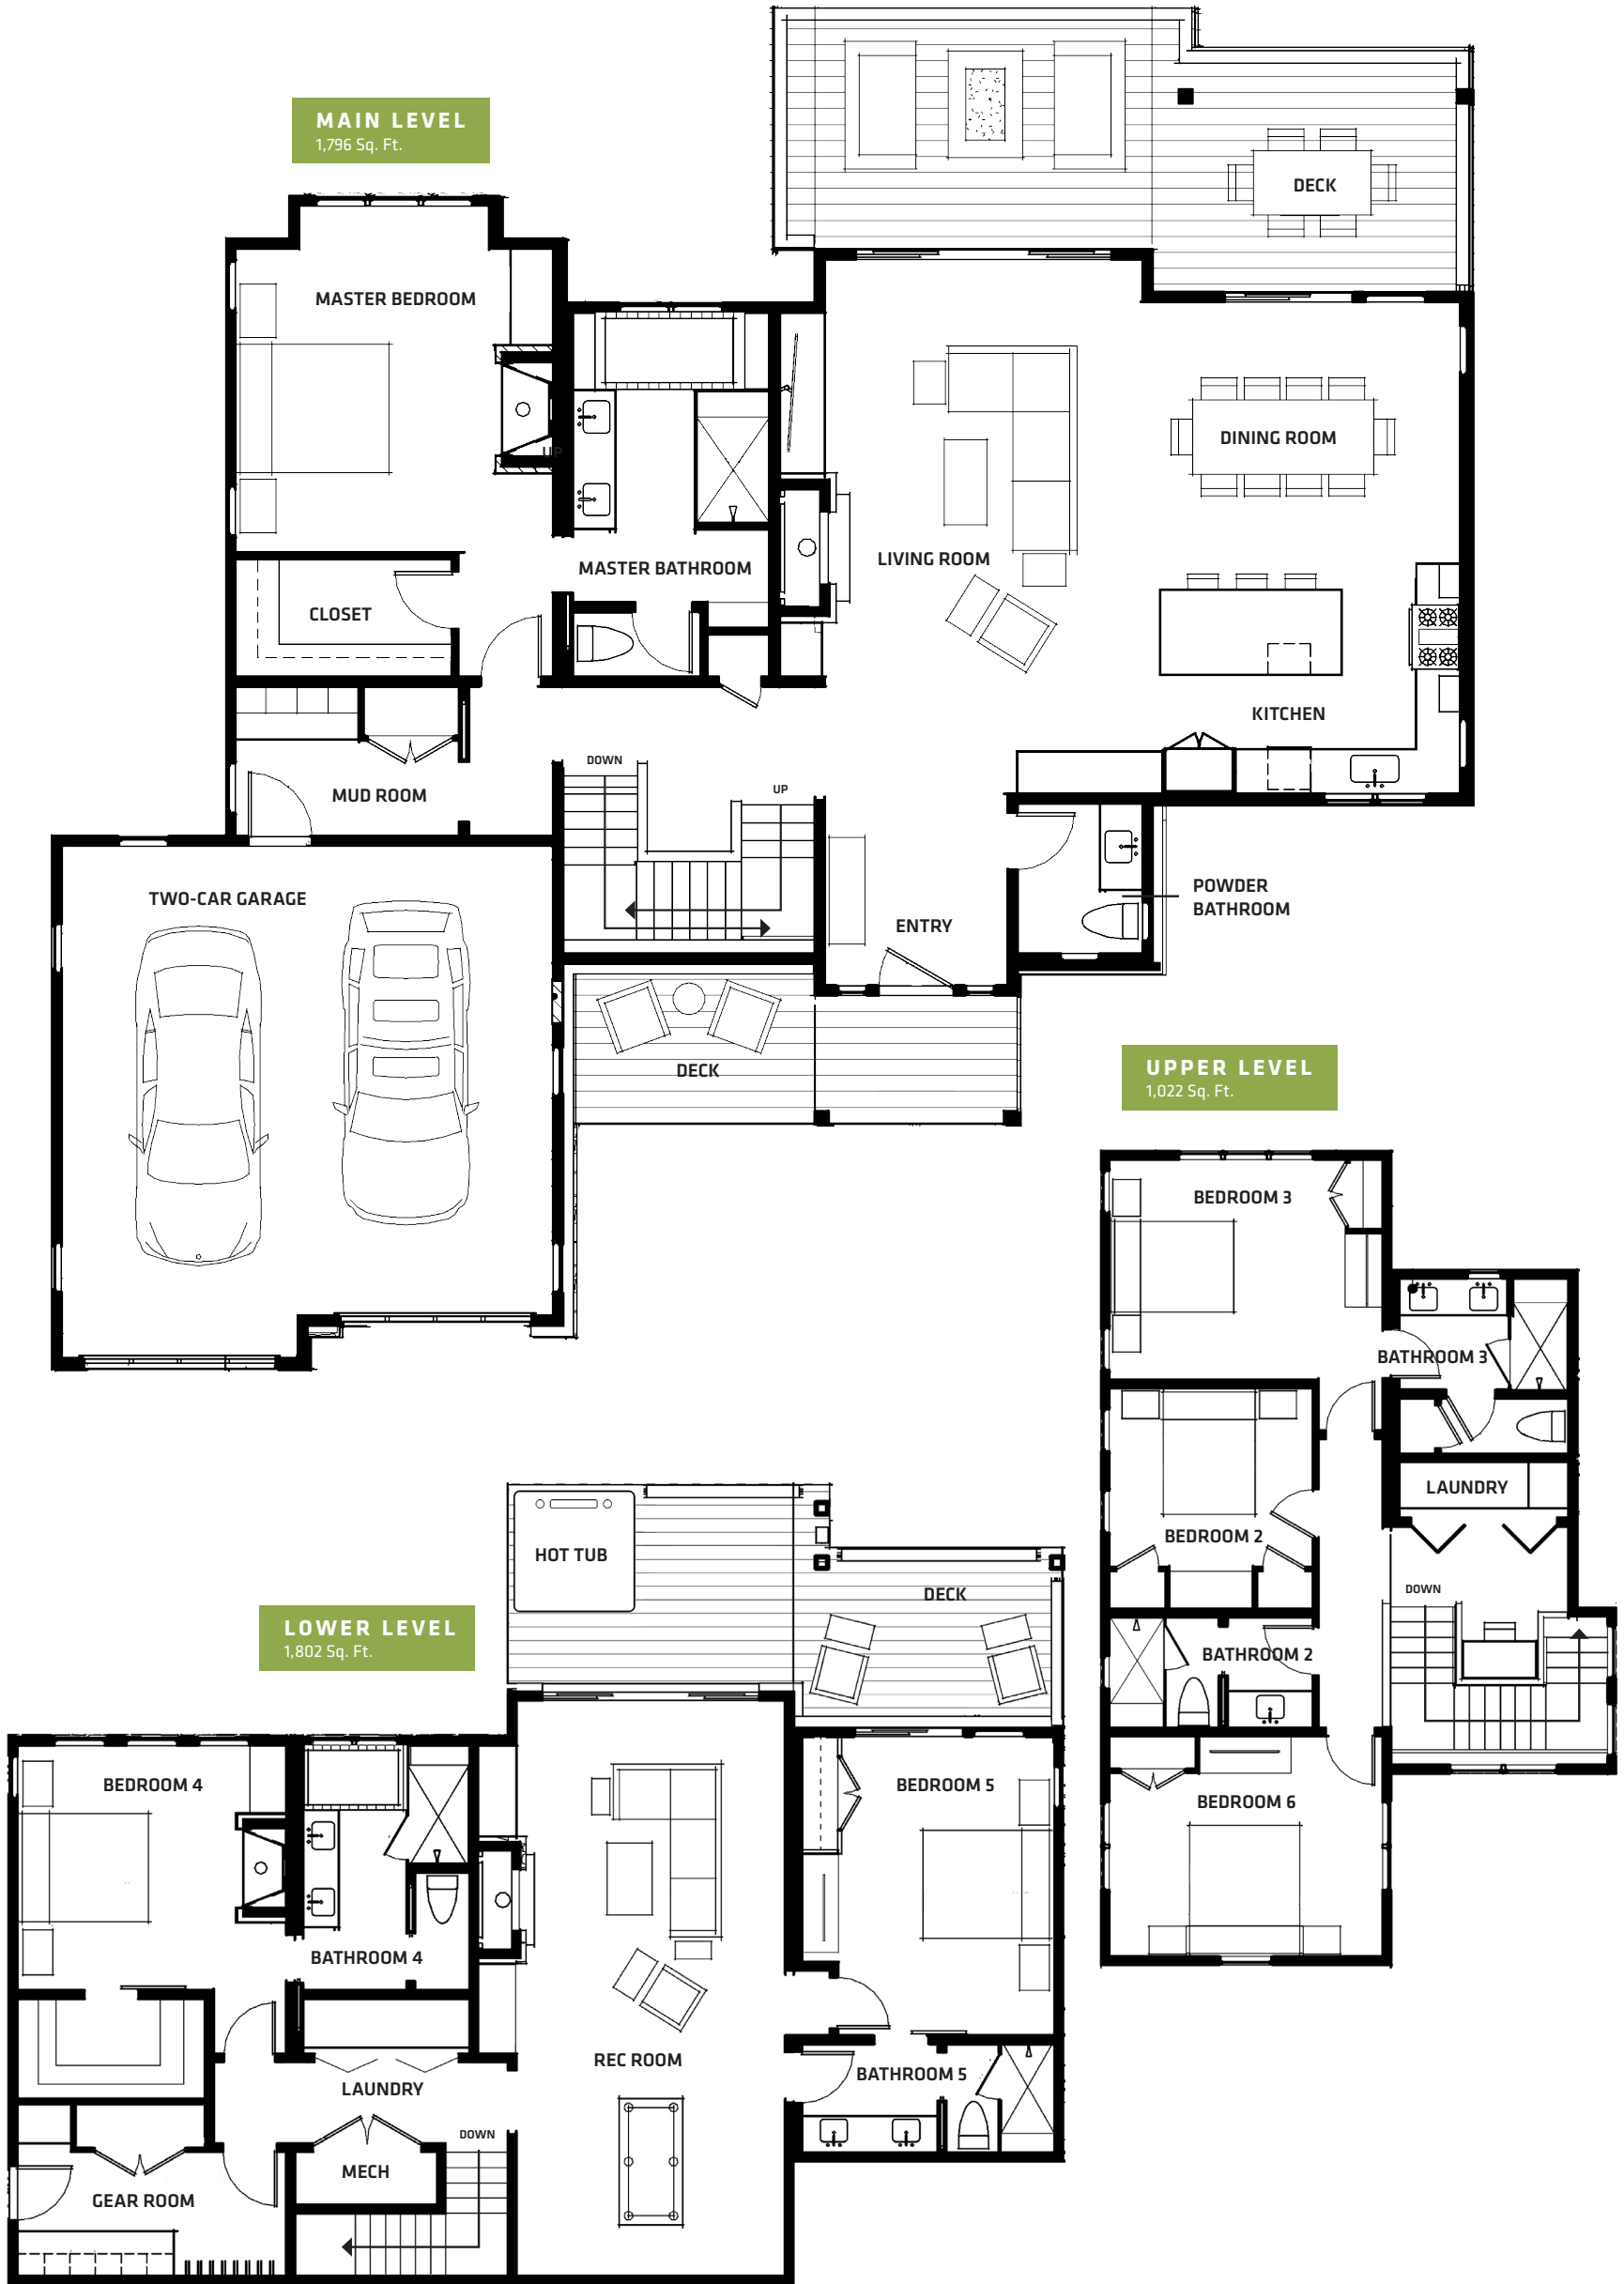 MAIN LEVEL
1,796 Sq. Ft.
DECK
MASTER BEDROOM
UP
DINING ROOM
LIVING ROOM
MASTER BATHROOM
CLOSET
KITCHEN
DOWN
UP
MUD ROOM
TWO-CAR GARAGE
POWDER
BATHROOM
ENTRY
DECK
UPPER LEVEL
1,022 Sq. Ft.
BEDROOM 3
BATHROOM 3
LAUNDRY
BEDROOM 2
DOWN
BATHROOM 2
BEDROOM 6
LOWER LEVEL
1,802 Sq. Ft.
HOT TUB
DECK
BEDROOM 4
BEDROOM 5
BATHROOM 4
REC ROOM
BATHROOM 5
LAUNDRY
DOWN
MECH
GEAR ROOM